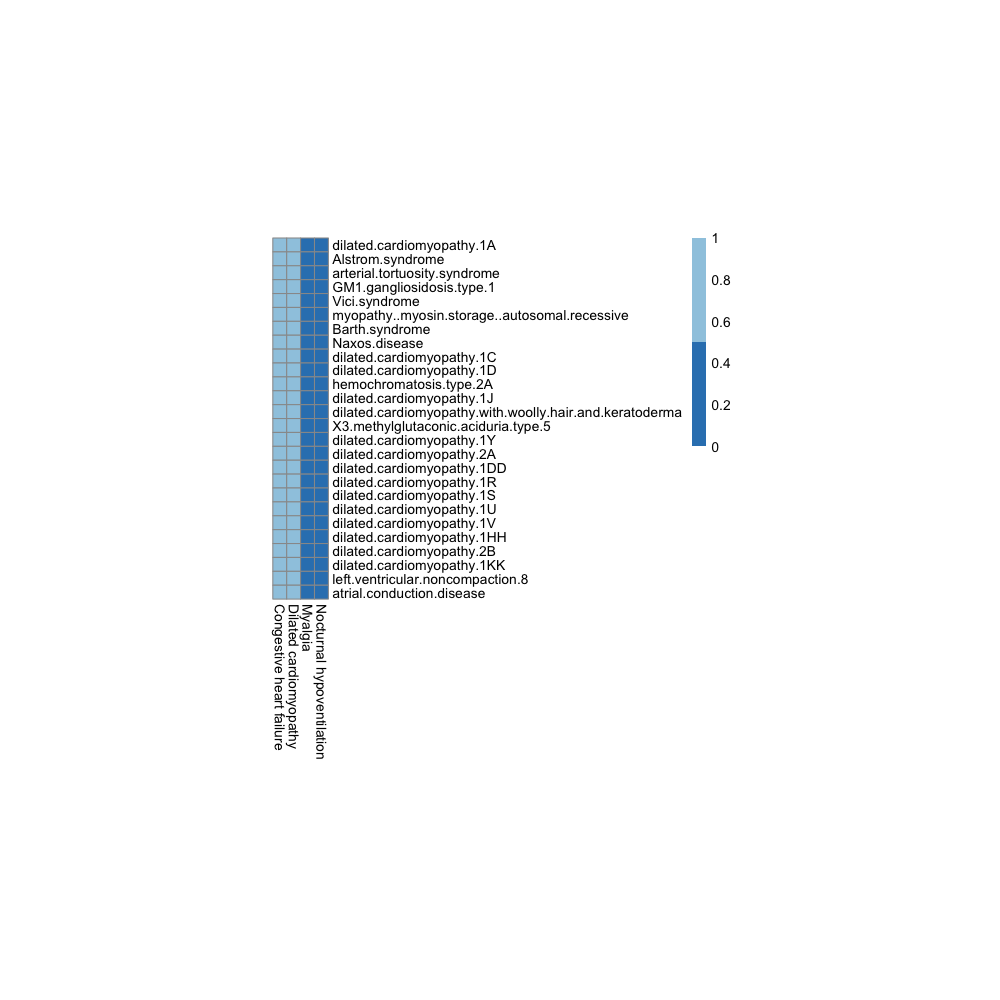 dilated.cardiomyopathy.1A
Alstrom.syndrome
arterial.tortuosity.syndrome
GM1.gangliosidosis.type.1
Vici.syndrome
myopathy..myosin.storage..autosomal.recessive
Barth.syndrome
Naxos.disease
dilated.cardiomyopathy.1C
dilated.cardiomyopathy.1D
hemochromatosis.type.2A
dilated.cardiomyopathy.1J
dilated.cardiomyopathy.with.woolly.hair.and.keratoderma
X3.methylglutaconic.aciduria.type.5
dilated.cardiomyopathy.1Y
dilated.cardiomyopathy.2A
dilated.cardiomyopathy.1DD
dilated.cardiomyopathy.1R
dilated.cardiomyopathy.1S
dilated.cardiomyopathy.1U
dilated.cardiomyopathy.1V
dilated.cardiomyopathy.1HH
dilated.cardiomyopathy.2B
dilated.cardiomyopathy.1KK
left.ventricular.noncompaction.8
atrial.conduction.disease
Congestive heart failure
Dilated cardiomyopathy
Myalgia
Nocturnal hypoventilation
1
0.8
0.6
0.4
0.2
0